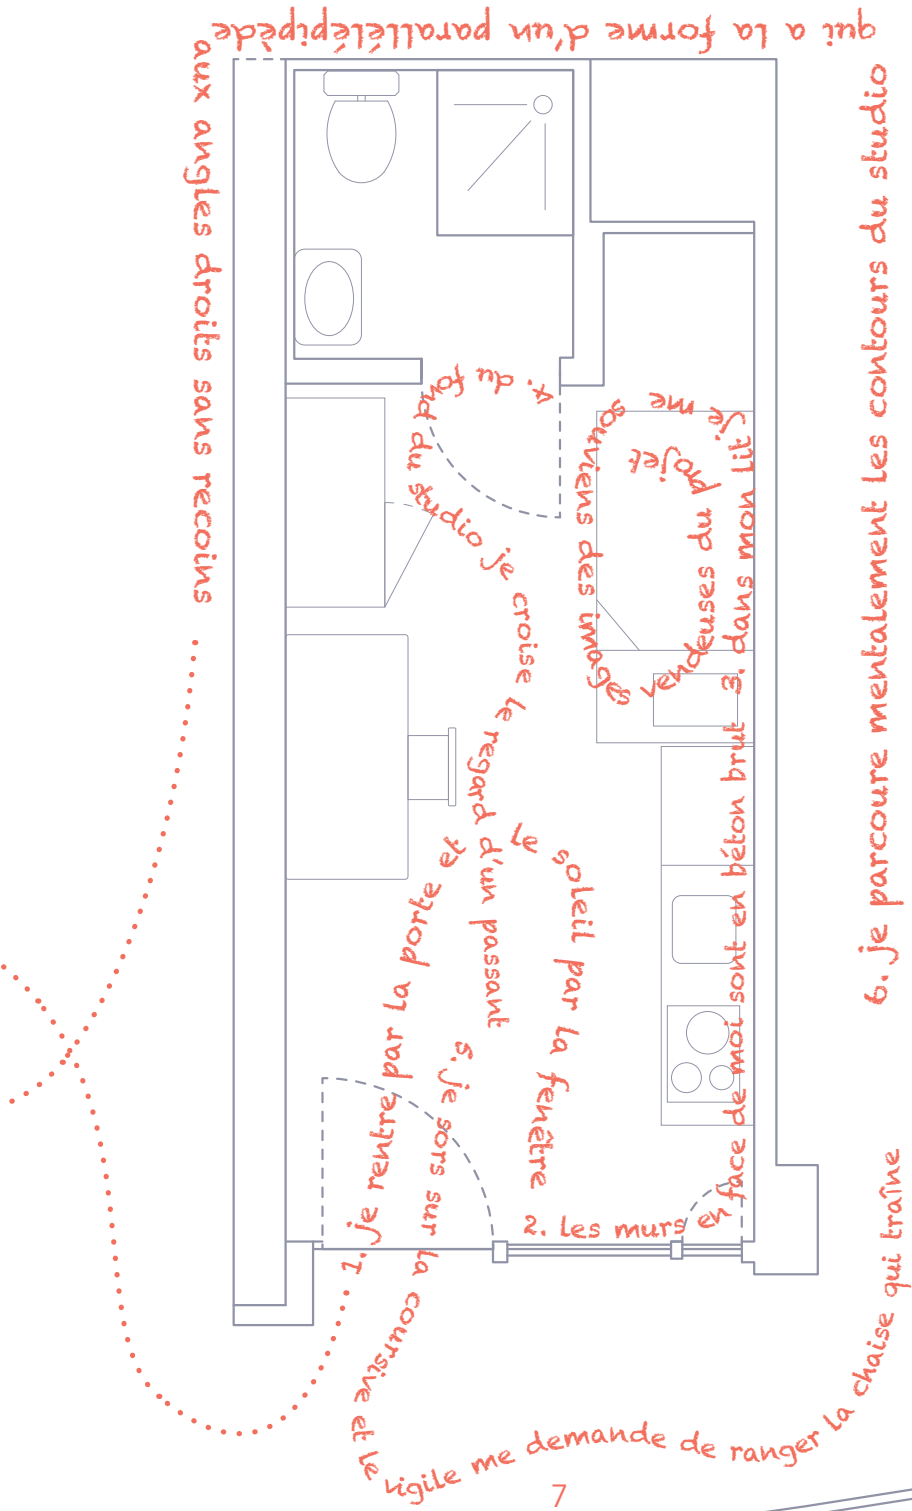 1. je rentre par la porte et le soleil par la fenêtre
2. les murs en face de moi sont en béton brut
3. dans mon lit je me souviens des images vendeuses du projet
4. du fond du studio je croise le regard d'un passant
5. je sors sur la coursive et le vigile me demande de ranger la chaise qui traîne
6. je parcoure mentalement les contours du studio
qui a la forme d'un parallélépipède
aux angles droits sans recoins
7